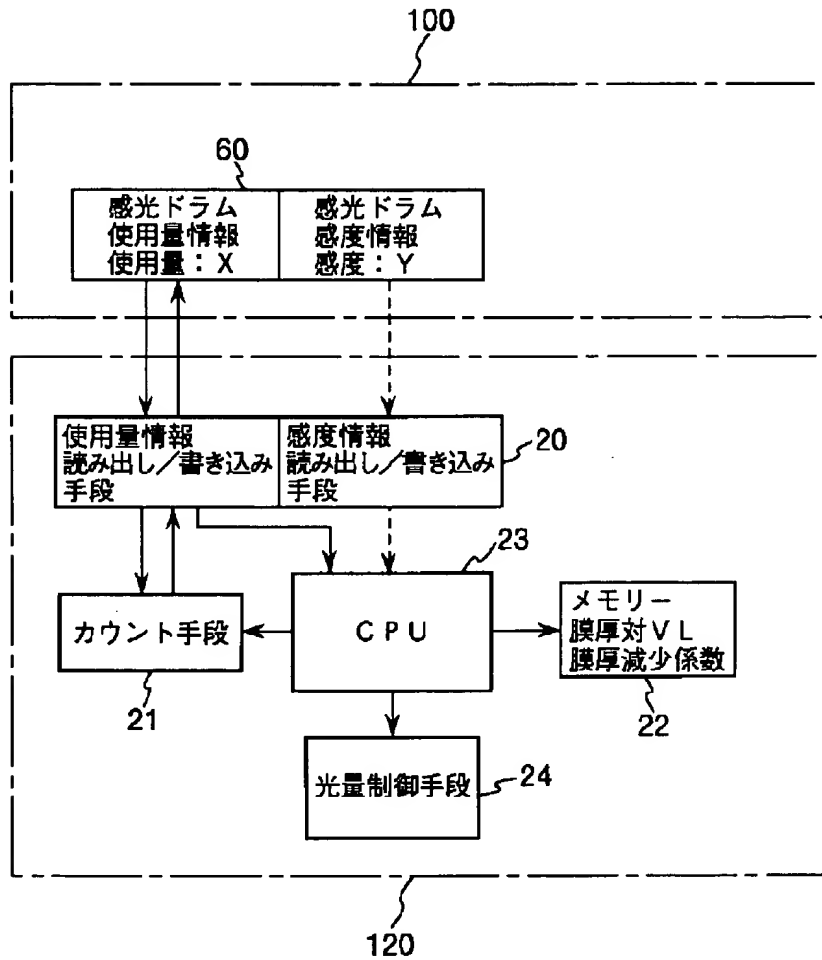 100
60
感光ドラム
使用量情報
使用量：X
感光ドラム
感度情報
感度：Y
使用量情報
読み出し／書き込み
手段
感度情報
読み出し／書き込み
手段
20
23
カウント手段
21
CPU
メモリー
膜厚対VL
膜厚減少係数
22
光量制御手段
24
120